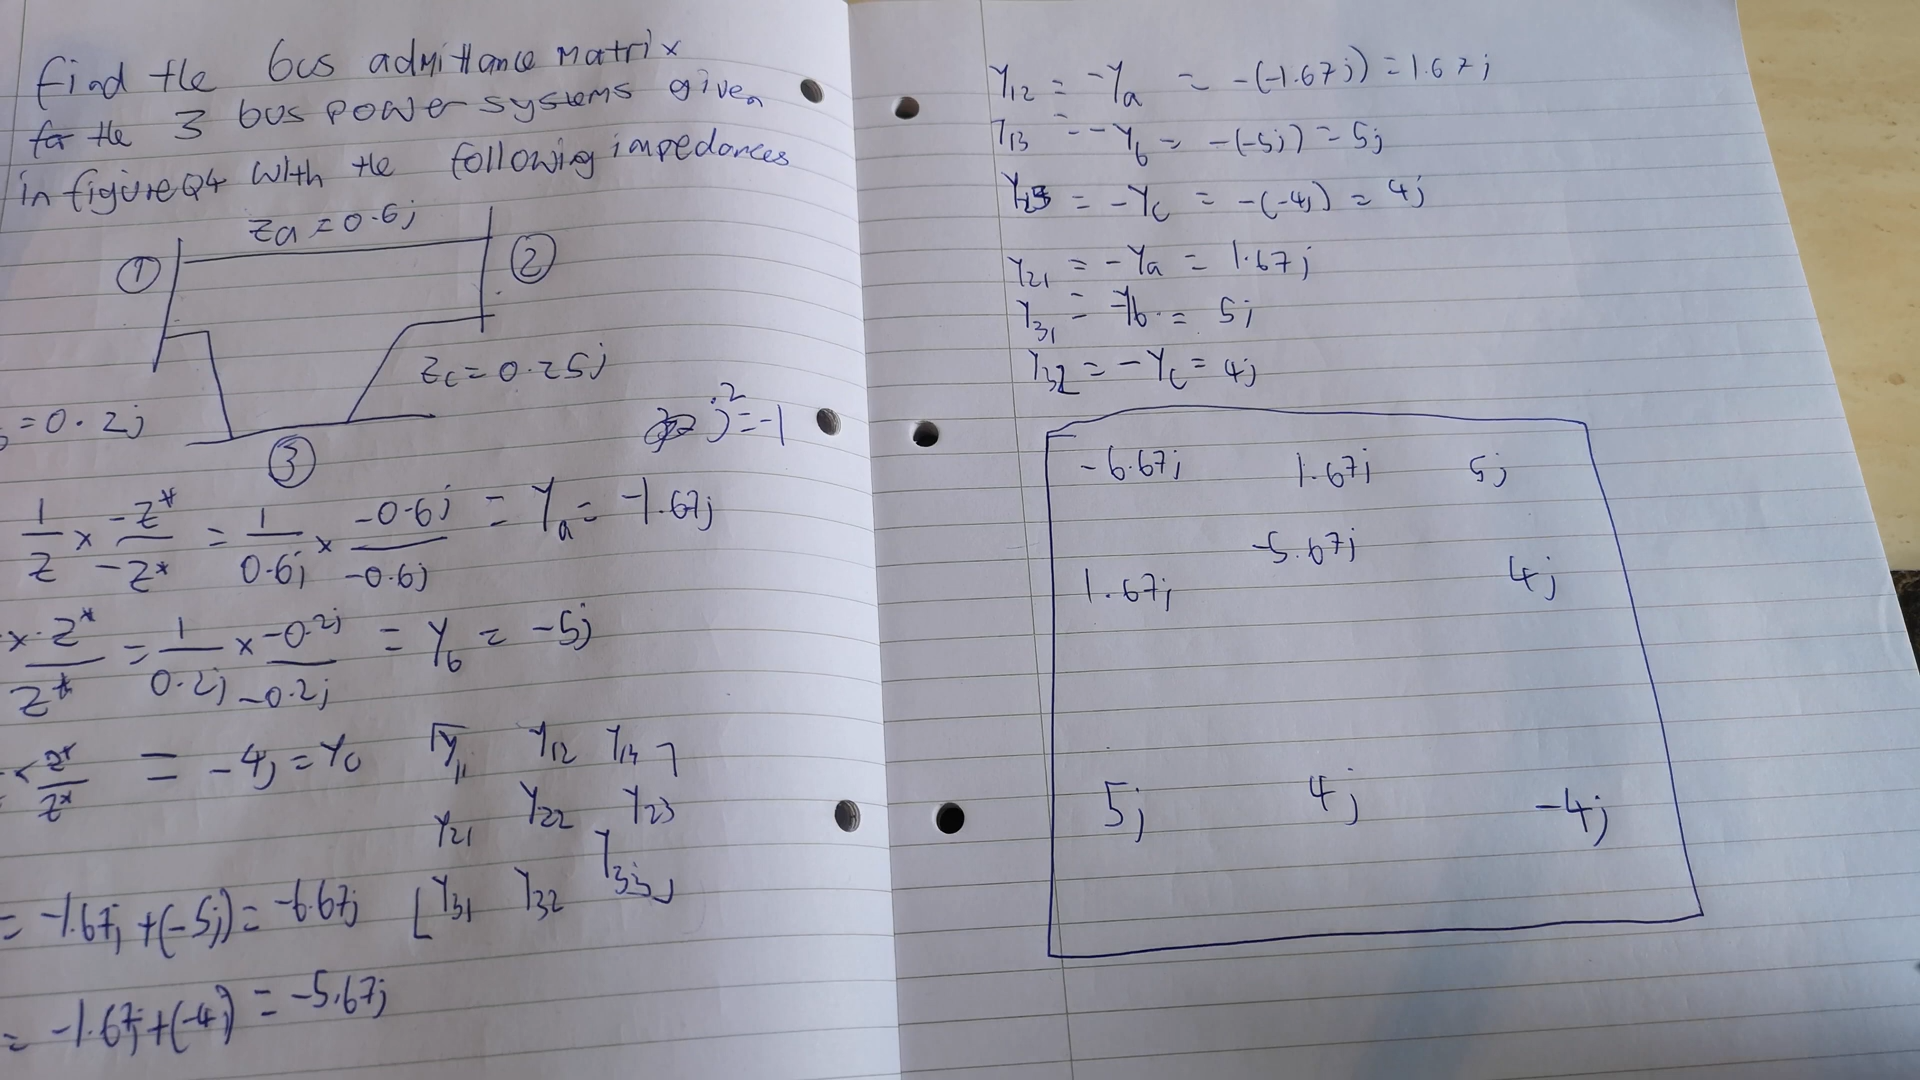 find the bus admittance matrix
for the 3 bus power systems given
in figure Q4 with the following impedances
Za = 0.6j
① ②
Zc = 0.25j
= 0.2j
j² = -1
③
1/Z × -Z*/-Z* = 1/0.6j × -0.6j/-0.6j = Ya = -1.67j
× Z*/Z* = 1/0.2j × -0.2j/-0.2j = Yb = -5j
Z*/Z* = -4j = Yc
Y11 Y12
Y21 Y22 Y23
Y31 Y32 Y33
= -1.67j + (-5j) = -6.67j
= -1.67j + (-4j) = -5.67j
Y12 = -Ya = -(-1.67j) = 1.67j
Y13 = -Yb = -(-5j) = 5j
Y23 = -Yc = -(-4j) = 4j
Y21 = -Ya = 1.67j
Y31 = -Yb = 5j
Y32 = -Yc = 4j
-6.67j 1.67j 5j
1.67j -5.67j 4j
5j 4j -4j